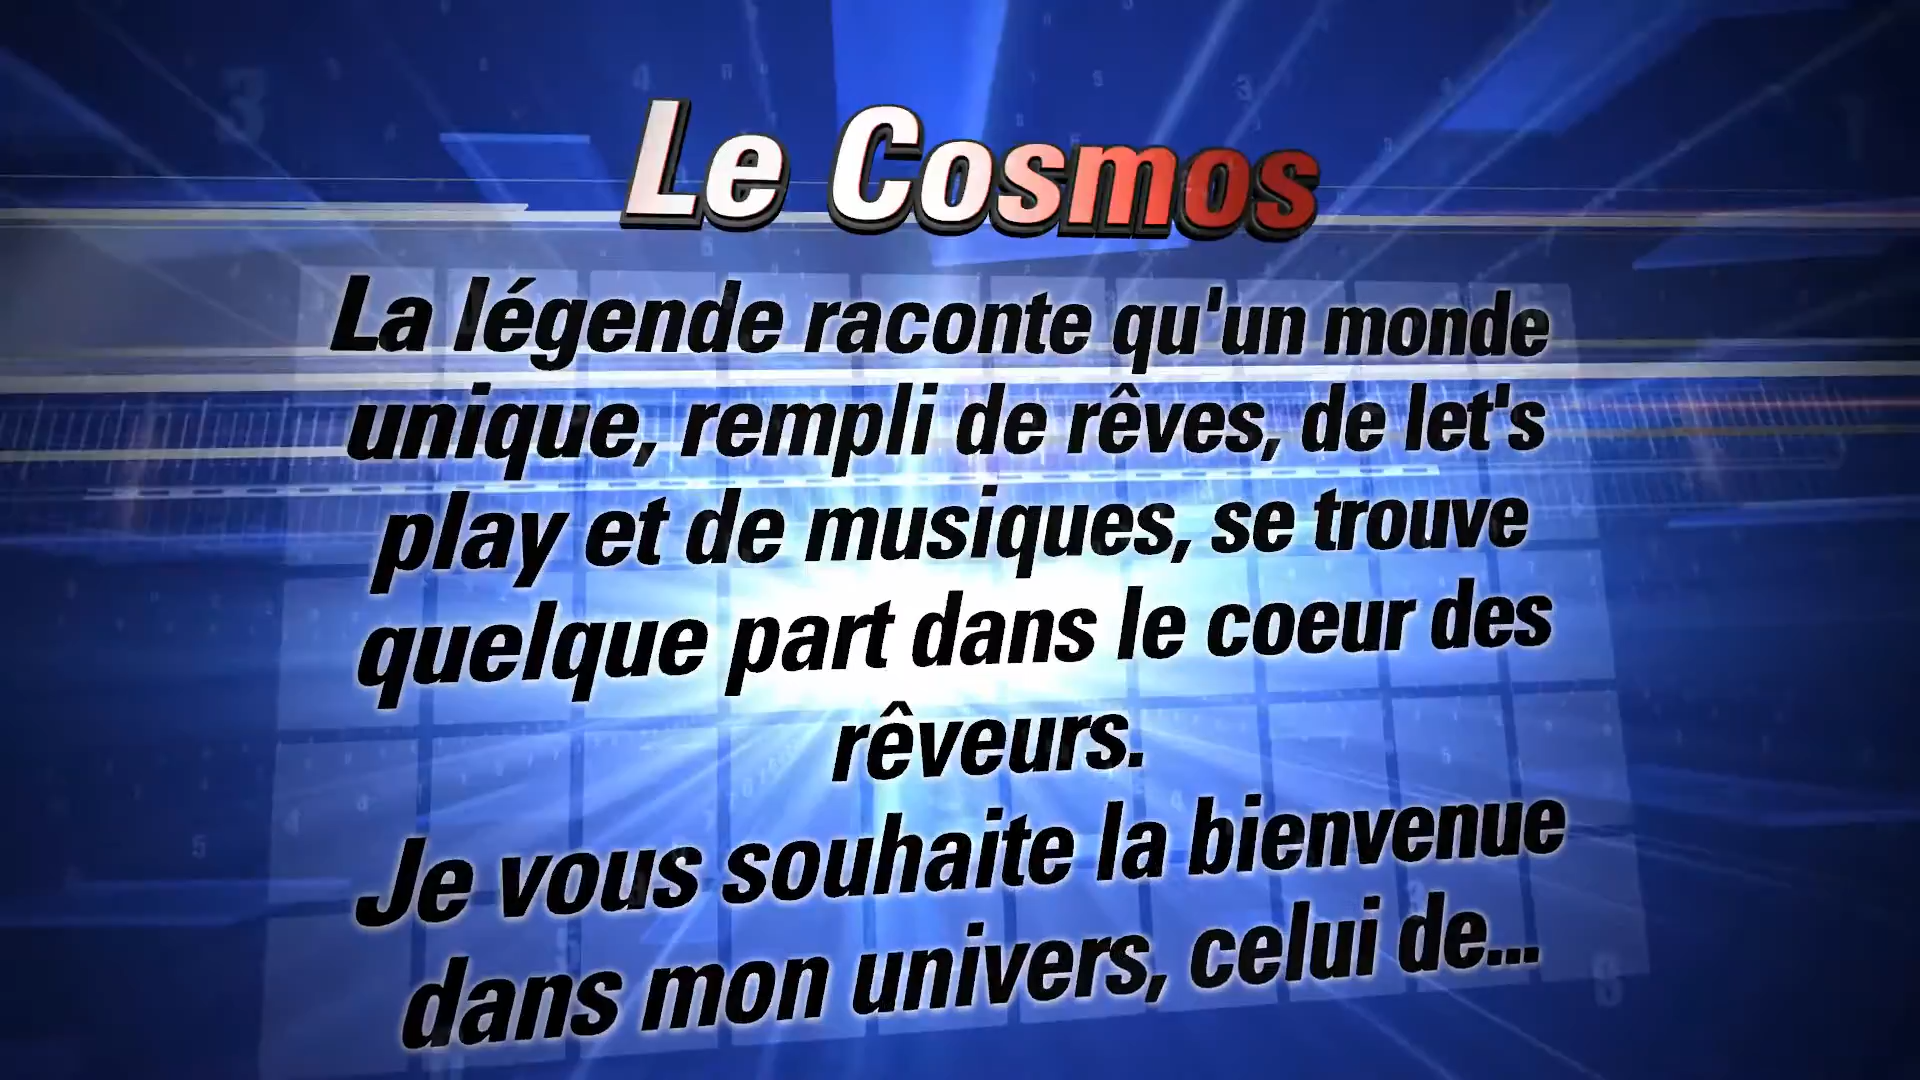 Le Cosmos
La légende raconte qu'un monde
unique, rempli de rêves, de let's
play et de musiques, se trouve
quelque part dans le coeur des
rêveurs.
Je vous souhaite la bienvenue
dans mon univers, celui de...